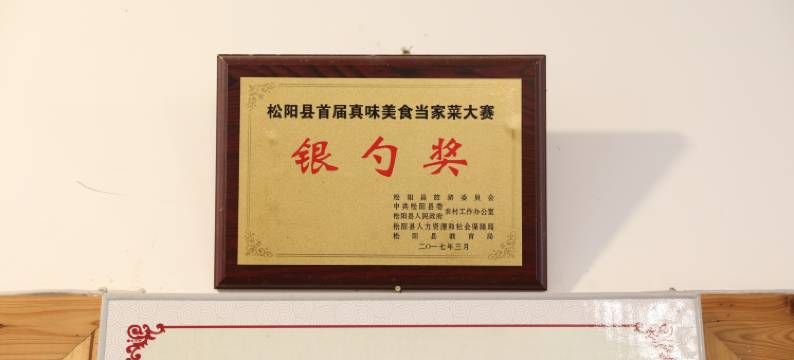 松阳县首届真味美食当家菜大赛
银勺奖
松阳县旅游委员会
中共松阳县委
松阳县人民政府 农村工作办公室
松阳县人力资源和社会保障局
松阳县教育局
二〇一七年三月